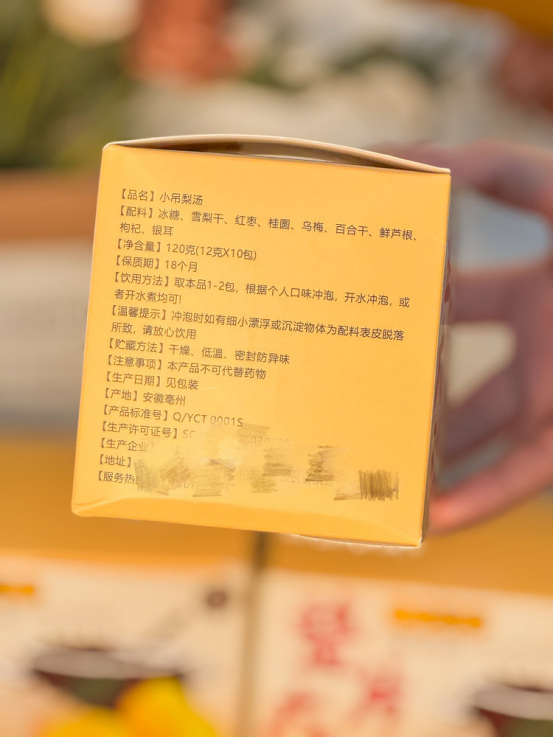 【品名】小吊梨汤
【配料】冰糖、雪梨干、红枣、桂圆、乌梅、百合干、鲜芦根、
枸杞、银耳
【净含量】120克(12克X10包)
【保质期】18个月
【饮用方法】取本品1-2包，根据个人口味冲泡，开水冲泡，或
者开水煮均可!
【温馨提示】冲泡时如有细小漂浮或沉淀物体为配料表皮脱落
所致，请放心饮用
【贮藏方法】干燥、低温、密封防异味
【注意事项】本产品不可代替药物
【生产日期】见包装
【产地】安徽亳州
【产品标准号】Q/YCT 0001S
【生产许可证号】SC
【生产企业
【地址】
【服务热